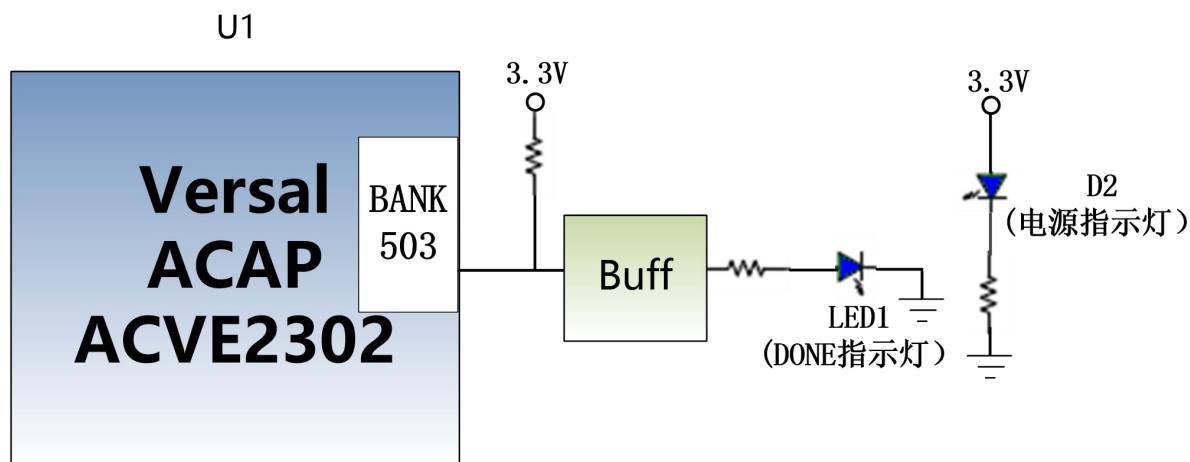 U1
3.3V
3.3V
Versal
ACAP
ACVE2302
BANK
503
Buff
D2
(电源指示灯)
LED1
(DONE指示灯)